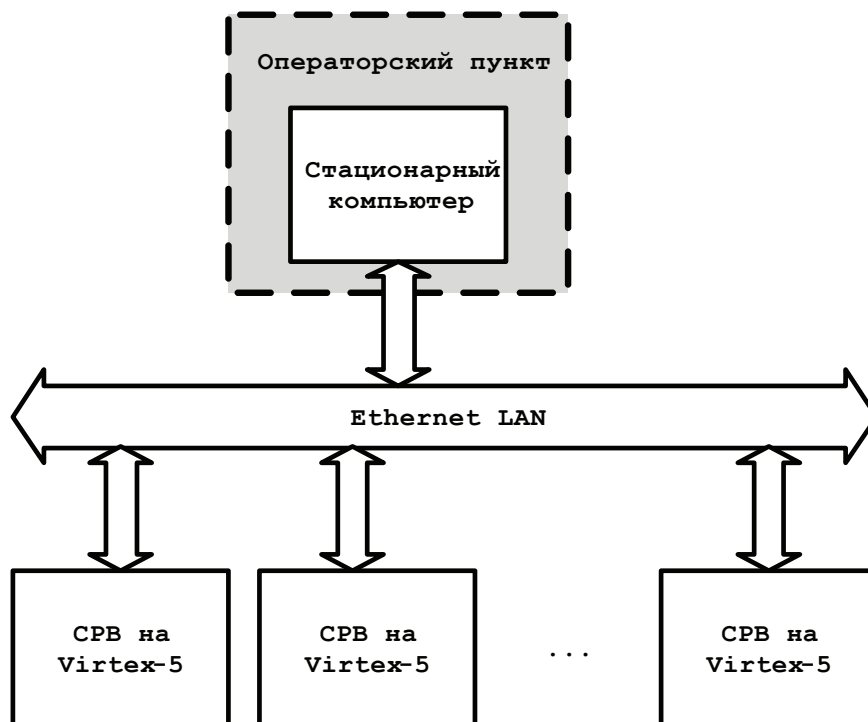 Операторский пункт
Стационарный
компьютер
Ethernet LAN
СРВ на
Virtex-5
СРВ на
Virtex-5
...
СРВ на
Virtex-5